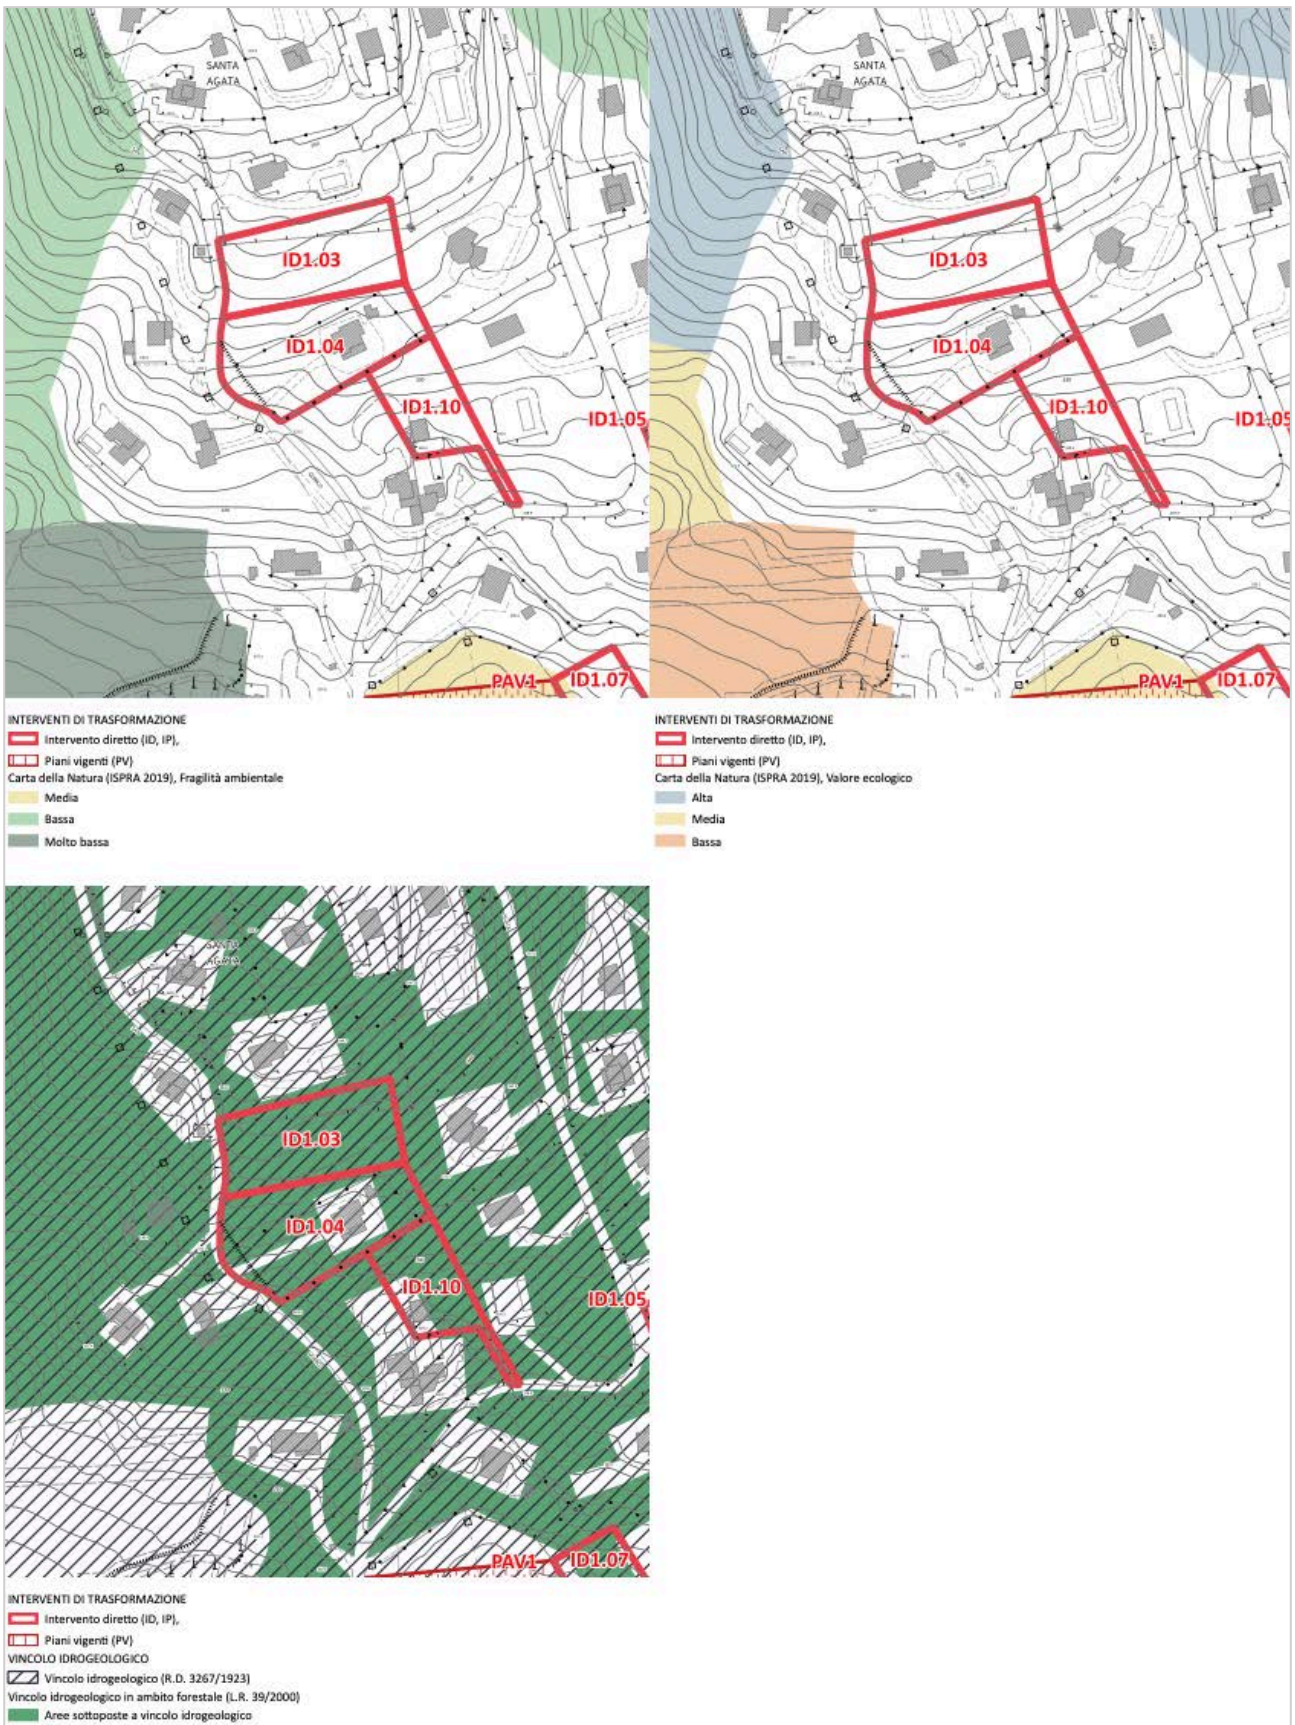 SANTA
AGATA
ID1.03
ID1.04
ID1.10
ID1.05
PAV1
ID1.07
INTERVENTI DI TRASFORMAZIONE
Intervento diretto (ID, IP),
Piani vigenti (PV)
Carta della Natura (ISPRA 2019), Fragilità ambientale
Media
Bassa
Molto bassa
SANTA
AGATA
ID1.03
ID1.04
ID1.10
ID1.05
PAV1
ID1.07
INTERVENTI DI TRASFORMAZIONE
Intervento diretto (ID, IP),
Piani vigenti (PV)
Carta della Natura (ISPRA 2019), Valore ecologico
Alta
Media
Bassa
SANTA
AGATA
ID1.03
ID1.04
ID1.10
ID1.05
PAV1
ID1.07
INTERVENTI DI TRASFORMAZIONE
Intervento diretto (ID, IP),
Piani vigenti (PV)
VINCOLO IDROGEOLOGICO
Vincolo idrogeologico (R.D. 3267/1923)
Vincolo idrogeologico in ambito forestale (L.R. 39/2000)
Aree sottoposte a vincolo idrogeologico